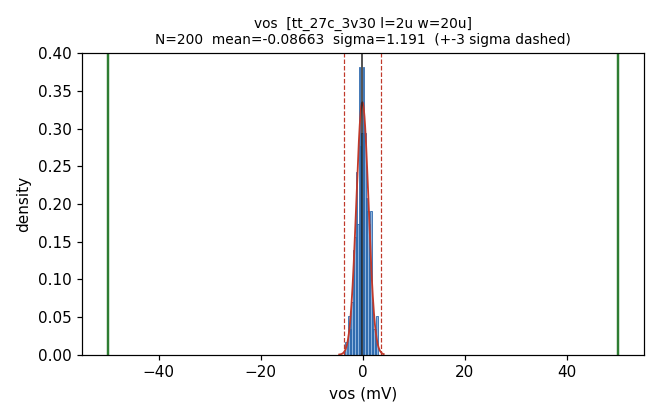 vos [tt_27c_3v30 l=2u w=20u]
N=200 mean=-0.08663 sigma=1.191 (+-3 sigma dashed)
0.40
0.35
0.30
0.25
0.20
0.15
0.10
0.05
0.00
density
−40 −20 0 20 40
vos (mV)